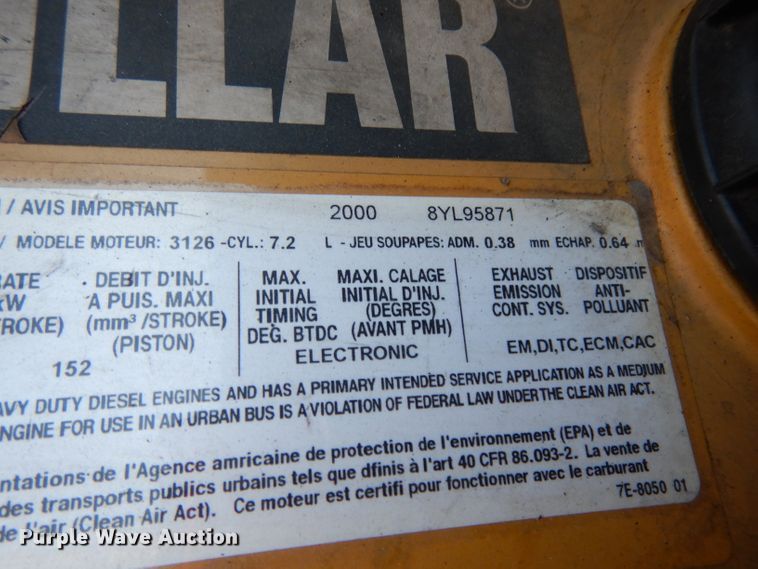 LLAR®
/ AVIS IMPORTANT 2000 8YL95871
/ MODELE MOTEUR: 3126 -CYL.: 7.2 L - JEU SOUPAPES: ADM. 0.38 mm ECHAP. 0.64
RATE DEBIT D'INJ. MAX. MAXI. CALAGE EXHAUST DISPOSITIF
kW A PUIS. MAXI INITIAL INITIAL D'INJ. EMISSION ANTI-
TROKE) (mm³ /STROKE) TIMING (DEGRES) CONT. SYS. POLLUANT
(PISTON) DEG. BTDC (AVANT PMH)
152 ELECTRONIC EM,DI,TC,ECM,CAC
AVY DUTY DIESEL ENGINES AND HAS A PRIMARY INTENDED SERVICE APPLICATION AS A MEDIUM
ENGINE FOR USE IN AN URBAN BUS IS A VIOLATION OF FEDERAL LAW UNDER THE CLEAN AIR ACT.
ntations de l'Agence amricaine de protection de l'environnement (EPA) et de
des transports publics urbains tels que dfinis à l'art 40 CFR 86.093-2. La vente de
de l'air (Clean Air Act). Ce moteur est certifi pour fonctionner avec le carburant
7E-8050 01
Purple Wave Auction